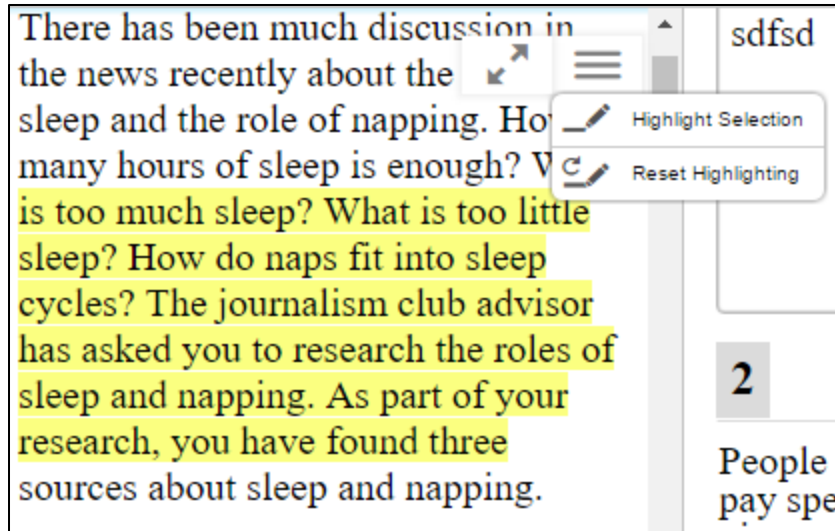 There has been much discussion in
the news recently about the
sleep and the role of napping.
many hours of sleep is enough?
is too much sleep? What is too little
sleep? How do naps fit into sleep
cycles? The journalism club advisor
has asked you to research the roles of
sleep and napping. As part of your
research, you have found three
sources about sleep and napping.
Highlight Selection
Reset Highlighting
sdfsd
2
People
pay